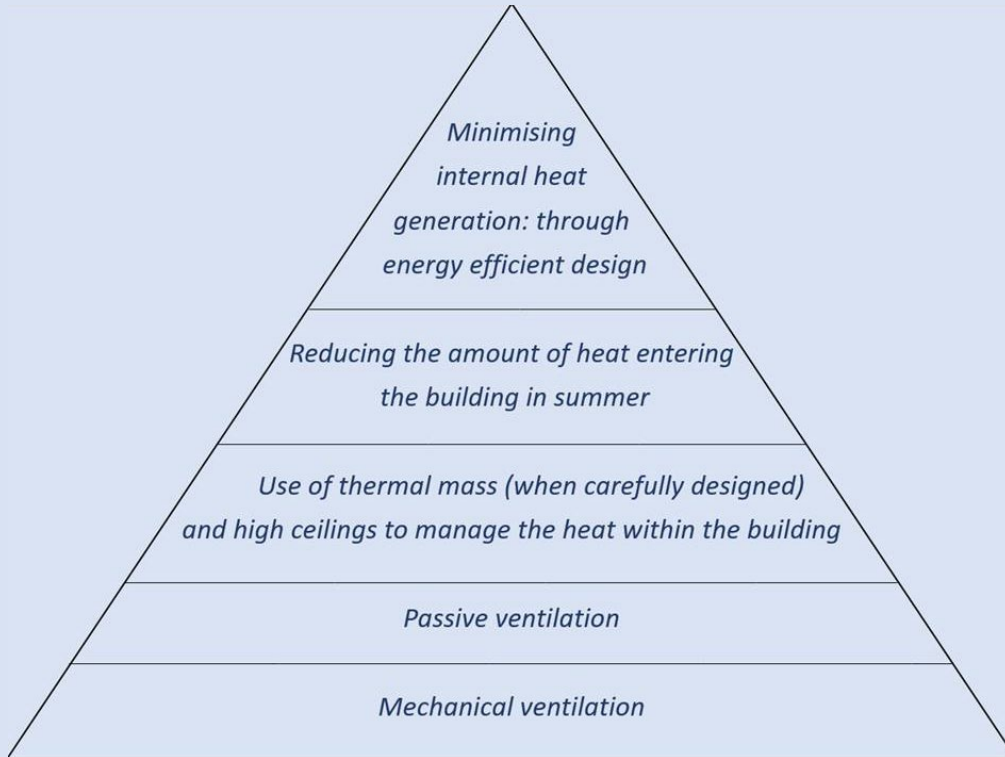 Minimising
internal heat
generation: through
energy efficient design
Reducing the amount of heat entering
the building in summer
Use of thermal mass (when carefully designed)
and high ceilings to manage the heat within the building
Passive ventilation
Mechanical ventilation